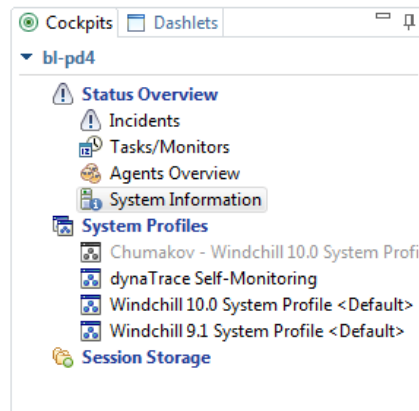 Cockpits Dashlets
bl-pd4
Status Overview
Incidents
Tasks/Monitors
Agents Overview
System Information
System Profiles
Chumakov - Windchill 10.0 System Profi
dynaTrace Self-Monitoring
Windchill 10.0 System Profile <Default>
Windchill 9.1 System Profile <Default>
Session Storage